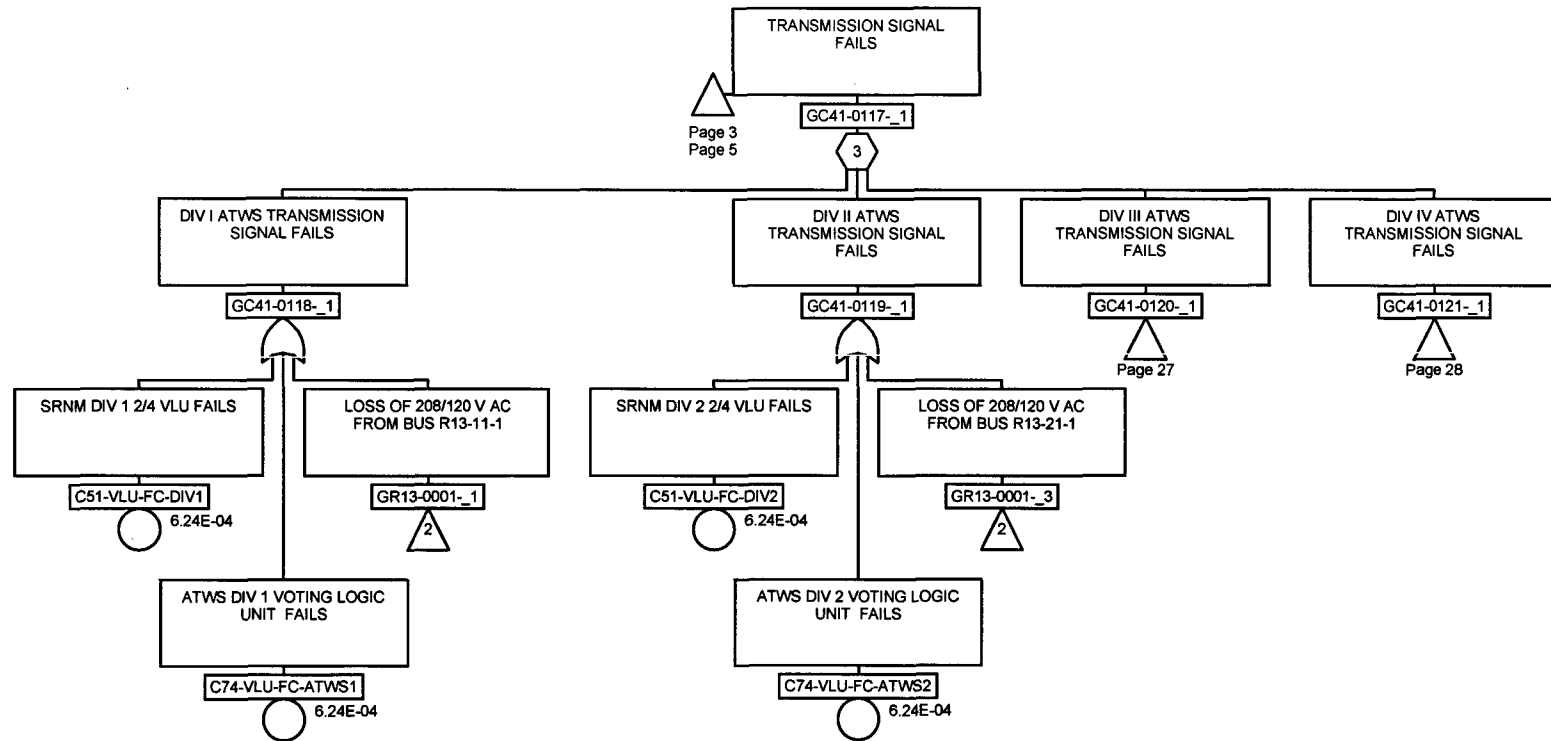 TRANSMISSION SIGNAL
FAILS
Page 3
Page 5
GC41-0117-_1
3
DIV I ATWS TRANSMISSION
SIGNAL FAILS
DIV II ATWS
TRANSMISSION SIGNAL
FAILS
DIV III ATWS
TRANSMISSION SIGNAL
FAILS
DIV IV ATWS
TRANSMISSION SIGNAL
FAILS
GC41-0118-_1
GC41-0119-_1
GC41-0120-_1
GC41-0121-_1
Page 27
Page 28
SRNM DIV 1 2/4 VLU FAILS
LOSS OF 208/120 V AC
FROM BUS R13-11-1
SRNM DIV 2 2/4 VLU FAILS
LOSS OF 208/120 V AC
FROM BUS R13-21-1
C51-VLU-FC-DIV1
6.24E-04
GR13-0001-_1
2
C51-VLU-FC-DIV2
6.24E-04
GR13-0001-_3
2
ATWS DIV 1 VOTING LOGIC
UNIT FAILS
ATWS DIV 2 VOTING LOGIC
UNIT FAILS
C74-VLU-FC-ATWS1
6.24E-04
C74-VLU-FC-ATWS2
6.24E-04